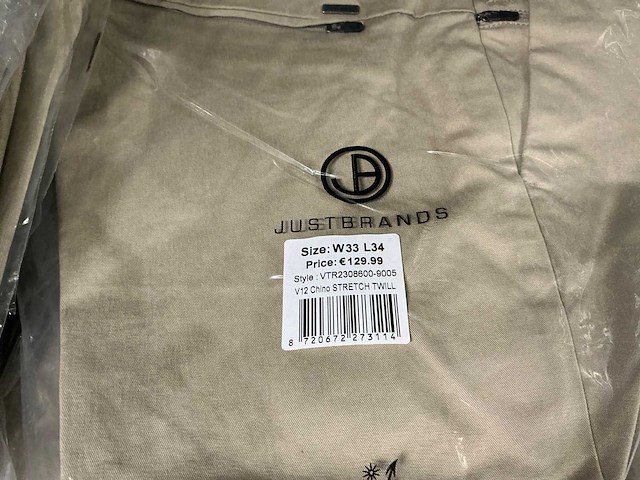 JUSTBRANDS
Size: W33 L34
Price: €129.99
Style : VTR2308600-9005
V12 Chino STRETCH TWILL
8 720672 273114